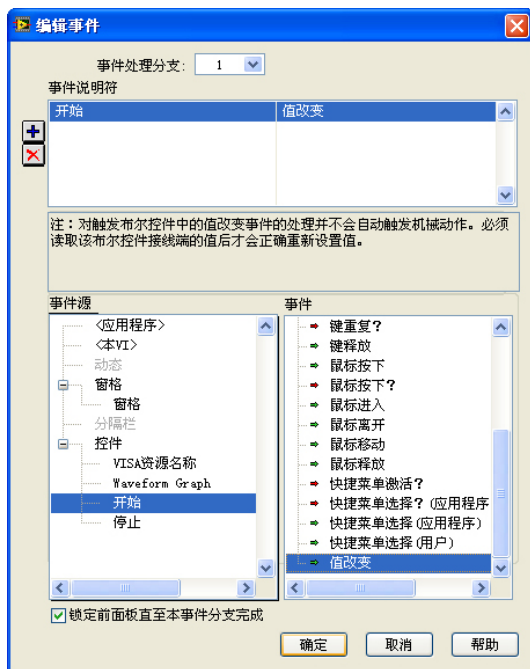 编辑事件
事件处理分支: 1
事件说明符
开始 值改变
注：对触发布尔控件中的值改变事件的处理并不会自动触发机械动作。必须
读取该布尔控件接线端的值后才会正确重新设置值。
事件源
<应用程序>
<本VI>
动态
窗格
窗格
分隔栏
控件
VISA资源名称
Waveform Graph
开始
停止
事件
键重复?
键释放
鼠标按下
鼠标按下?
鼠标进入
鼠标离开
鼠标移动
鼠标释放
快捷菜单激活?
快捷菜单选择? (应用程序
快捷菜单选择(应用程序)
快捷菜单选择(用户)
值改变
锁定前面板直至本事件分支完成
确定 取消 帮助